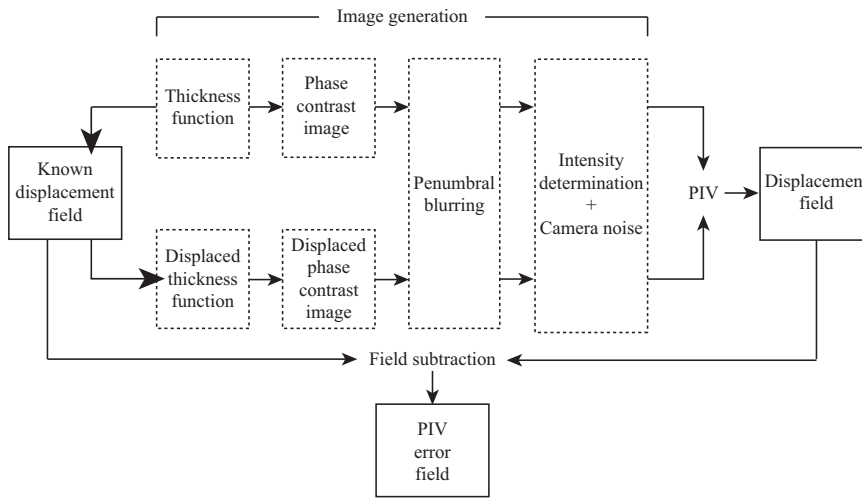 Image generation
Thickness
function
Phase
contrast
image
Known
displacement
field
Displaced
thickness
function
Displaced
phase
contrast
image
Penumbral
blurring
Intensity
determination
+
Camera noise
PIV
Displacement
field
Field subtraction
PIV
error
field